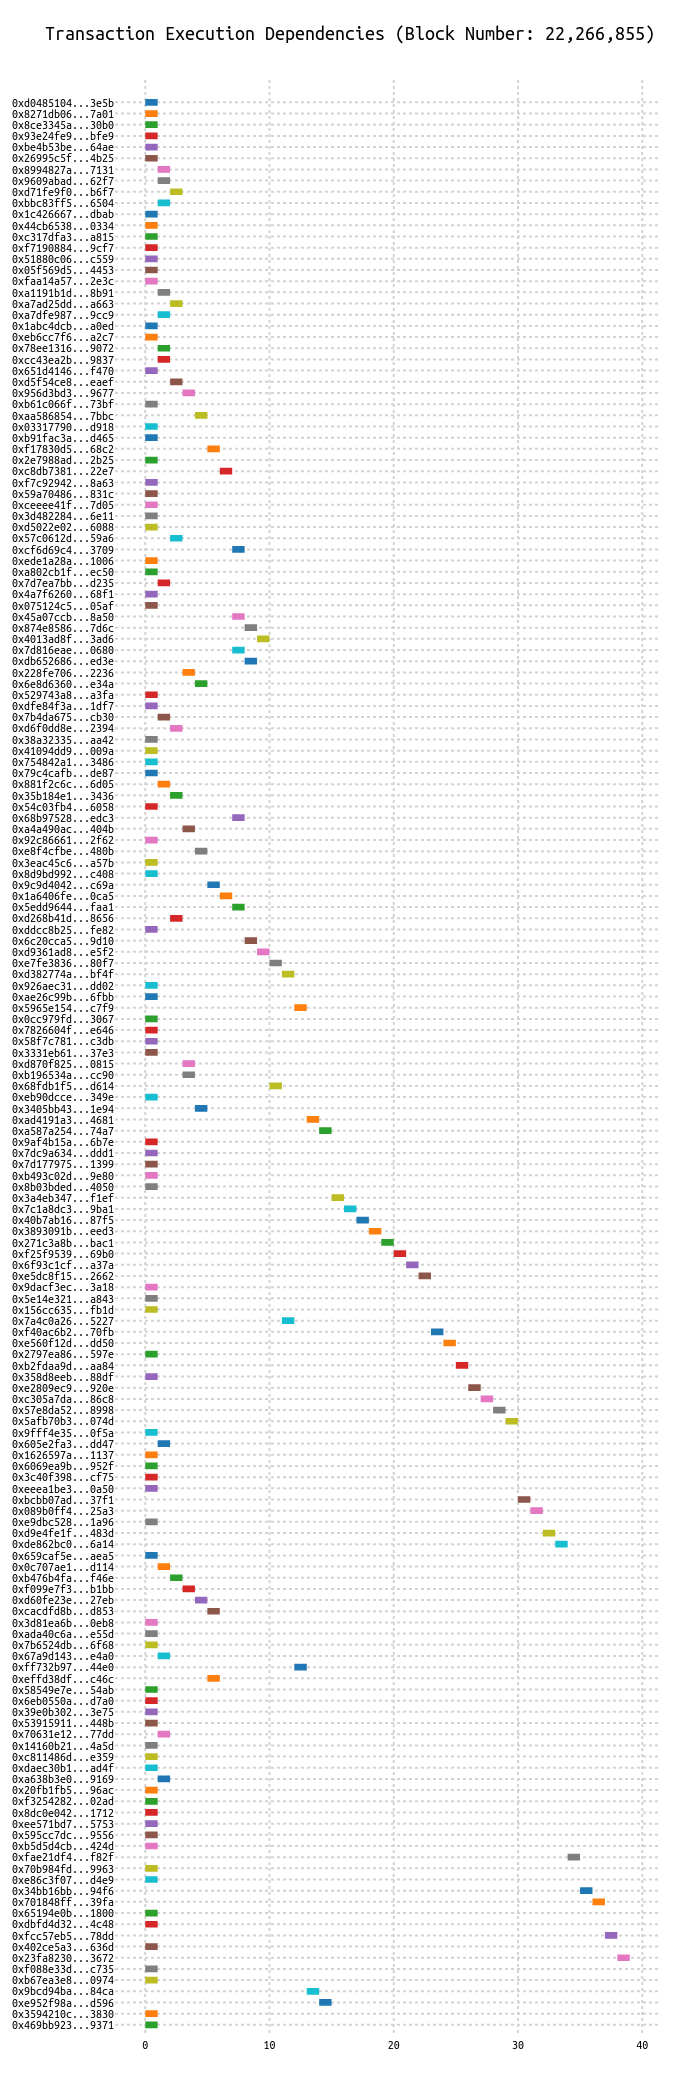 Transaction Execution Dependencies (Block Number: 22,266,855)
0xd0485104...3e5b
0x8271db06...7a01
0x8ce3345a...30b0
0x93e24fe9...bfe9
0xbe4b53be...64ae
0x26995c5f...4b25
0x8994827a...7131
0x9609abad...62f7
0xd71fe9f0...b6f7
0xbbc83ff5...6504
0x1c426667...dbab
0x44cb6538...0334
0xc317dfa3...a815
0xf7190884...9cf7
0x51880c06...c559
0x05f569d5...4453
0xfaa14a57...2e3c
0xa1191b1d...8b91
0xa7ad25dd...a663
0xa7dfe987...9cc9
0x1abc4dcb...a0ed
0xeb6cc7f6...a2c7
0x78ee1316...9072
0xcc43ea2b...9837
0x651d4146...f470
0xd5f54ce8...eaef
0x956d3bd3...9677
0xb61c066f...73bf
0xaa586854...7bbc
0x03317790...d918
0xb91fac3a...d465
0xf17830d5...68c2
0x2e7988ad...2b25
0xc8db7381...22e7
0xf7c92942...8a63
0x59a70486...831c
0xceeee41f...7d05
0x3d482284...6e11
0xd5022e02...6088
0x57c0612d...59a6
0xcf6d69c4...3709
0xede1a28a...1006
0xa802cb1f...ec50
0x7d7ea7bb...d235
0x4a7f6260...68f1
0x075124c5...05af
0x45a07ccb...8a50
0x874e8586...7d6c
0x4013ad8f...3ad6
0x7d816eae...0680
0xdb652686...ed3e
0x228fe706...2236
0x6e8d6360...e34a
0x529743a8...a3fa
0xdfe84f3a...1df7
0x7b4da675...cb30
0xd6f0dd8e...2394
0x38a32335...aa42
0x41094dd9...009a
0x754842a1...3486
0x79c4cafb...de87
0x881f2c6c...6d05
0x35b184e1...3436
0x54c03fb4...6058
0x68b97528...edc3
0xa4a490ac...404b
0x92c86661...2f62
0xe8f4cfbe...480b
0x3eac45c6...a57b
0x8d9bd992...c408
0x9c9d4042...c69a
0x1a6406fe...0ca5
0x5edd9644...faa1
0xd268b41d...8656
0xddcc8b25...fe82
0x6c20cca5...9d10
0xd9361ad8...e5f2
0xe7fe3836...80f7
0xd382774a...bf4f
0x926aec31...dd02
0xae26c99b...6fbb
0x5965e154...c7f9
0x0cc979fd...3067
0x7826604f...e646
0x58f7c781...c3db
0x3331eb61...37e3
0xd870f825...0815
0xb196534a...cc90
0x68fdb1f5...d614
0xeb90dcce...349e
0x3405bb43...1e94
0xad4191a3...4681
0xa587a254...74a7
0x9af4b15a...6b7e
0x7dc9a634...ddd1
0x7d177975...1399
0xb493c02d...9e80
0x8b03bded...4050
0x3a4eb347...f1ef
0x7c1a8dc3...9ba1
0x40b7ab16...87f5
0x3893091b...eed3
0x271c3a8b...bac1
0xf25f9539...69b0
0x6f93c1cf...a37a
0xe5dc8f15...2662
0x9dacf3ec...3a18
0x5e14e321...a843
0x156cc635...fb1d
0x7a4c0a26...5227
0xf40ac6b2...70fb
0xe560f12d...dd50
0x2797ea86...597e
0xb2fdaa9d...aa84
0x358d8eeb...88df
0xe2809ec9...920e
0xc305a7da...86c8
0x57e8da52...8998
0x5afb70b3...074d
0x9fff4e35...0f5a
0x605e2fa3...dd47
0x1626597a...1137
0x6069ea9b...952f
0x3c40f398...cf75
0xeeea1be3...0a50
0xbcbb07ad...37f1
0x089b0ff4...25a3
0xe9dbc528...1a96
0xd9e4fe1f...483d
0xde862bc0...6a14
0x659caf5e...aea5
0x0c707ae1...d114
0xb476b4fa...f46e
0xf099e7f3...b1bb
0xd60fe23e...27eb
0xcacdfd8b...d853
0x3d81ea6b...0eb8
0xada40c6a...e55d
0x7b6524db...6f68
0x67a9d143...e4a0
0xff732b97...44e0
0xeffd38df...c46c
0x58549e7e...54ab
0x6eb0550a...d7a0
0x39e0b302...3e75
0x53915911...448b
0x70631e12...77dd
0x14160b21...4a5d
0xc811486d...e359
0xdaec30b1...ad4f
0xa638b3e0...9169
0x20fb1fb5...96ac
0xf3254282...02ad
0x8dc0e042...1712
0xee571bd7...5753
0x595cc7dc...9556
0xb5d5d4cb...424d
0xfae21df4...f82f
0x70b984fd...9963
0xe86c3f07...d4e9
0x34bb16bb...94f6
0x701848ff...39fa
0x65194e0b...1800
0xdbfd4d32...4c48
0xfcc57eb5...78dd
0x402ce5a3...636d
0x23fa8230...3672
0xf088e33d...c735
0xb67ea3e8...0974
0x9bcd94ba...84ca
0xe952f98a...d596
0x3594210c...3830
0x469bb923...9371
0 10 20 30 40